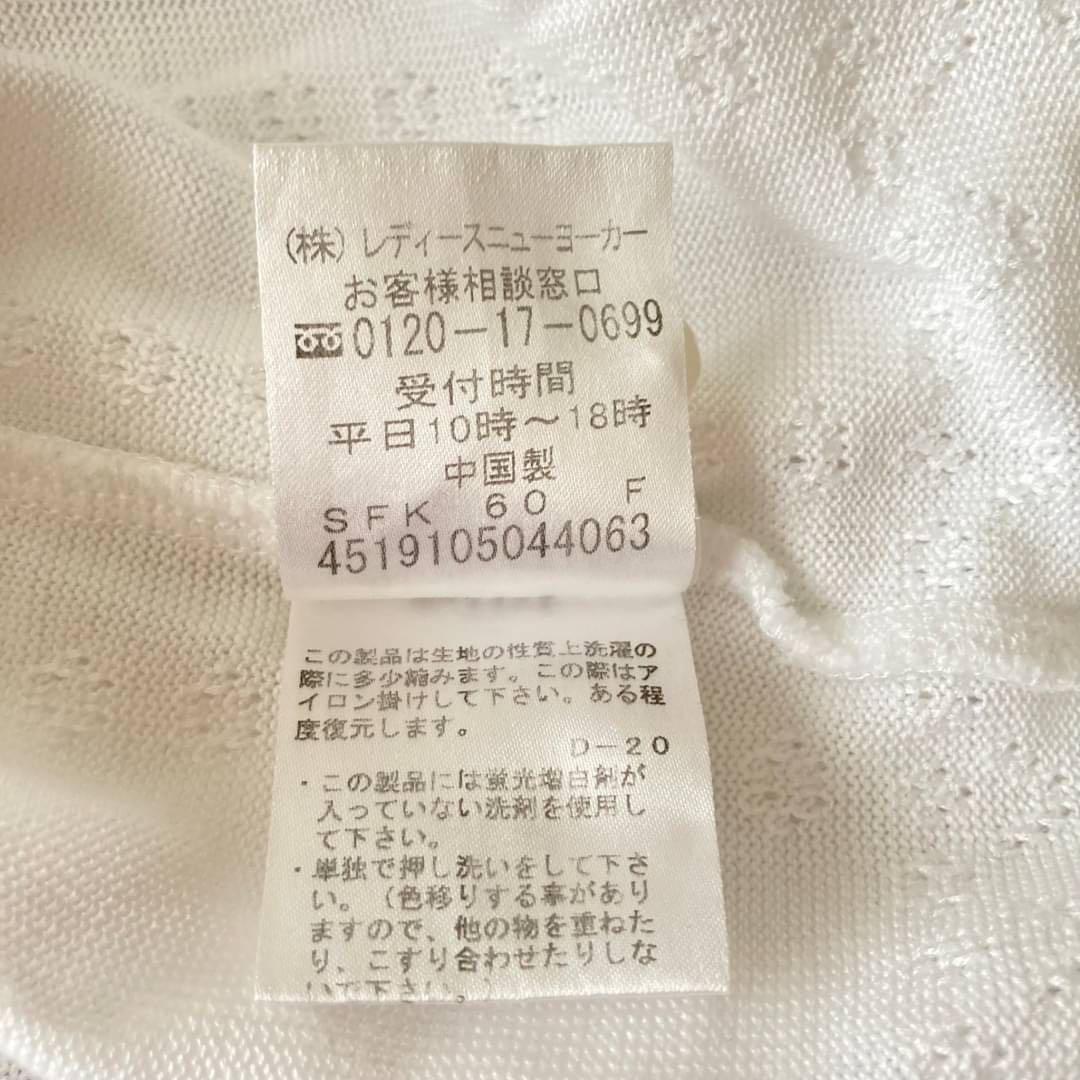 (株)レディースニューヨーカー
お客様相談窓口
0120-17-0699
受付時間
平日10時～18時
中国製
SFK 60 F
4519105044063
この製品は生地の性質上洗濯の
際に多少縮みます。この際はア
イロン掛けして下さい。ある程
度復元します。
D-20
・この製品には蛍光増白剤が
入っていない洗剤を使用し
て下さい。
・単独で押し洗いをして下さ
い。（色移りする事があり
ますので、他の物を重ねた
り、こすり合わせたりしな
いで下さい。）